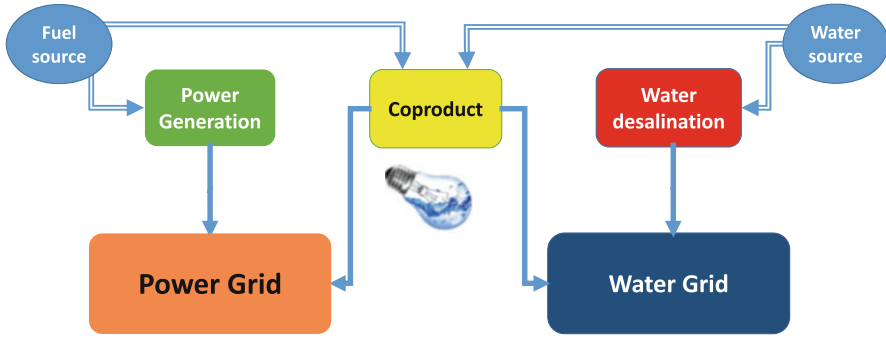 Fuel
source
Water
source
Power
Generation
Coproduct
Water
desalination
Power Grid
Water Grid